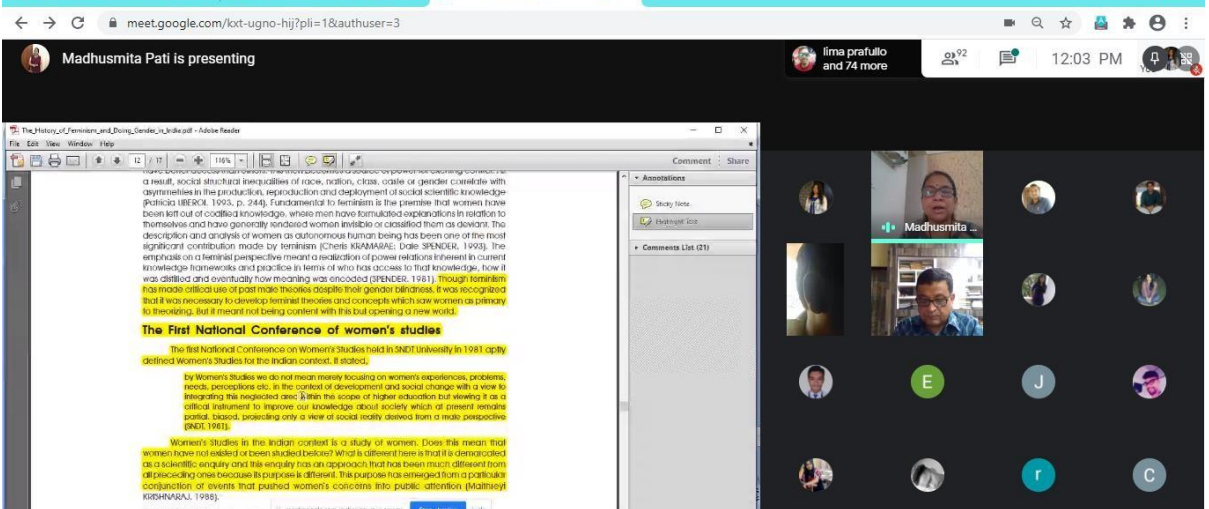 meet.google.com/kxt-ugno-hij?pli=1&authuser=3
Madhusmita Pati is presenting
lima prafullo
and 74 more
92
12:03 PM
The_History_of_Feminism_and_Doing_Gender_in_India.pdf - Adobe Reader
File Edit View Window Help
12 / 17
116%
Comment Share
a result, social structural inequalities of race, nation, class, caste or gender correlate with
asymmetries in the production, reproduction and deployment of social scientific knowledge
(Patricia UBEROI, 1993, p. 244). Fundamental to feminism is the premise that women have
been left out of codified knowledge, where men have formulated explanations in relation to
themselves and have generally rendered women invisible or classified them as deviant. The
description and analysis of women as autonomous human being has been one of the most
significant contribution made by feminism (Cheris KRAMARAE; Dale SPENDER, 1993). The
emphasis on a feminist perspective meant a realization of power relations inherent in current
knowledge frameworks and practice in terms of who has access to that knowledge, how it
was distilled and eventually how meaning was encoded (SPENDER, 1981). Though feminism
has made critical use of past male theories despite their gender blindness, it was recognized
that it was necessary to develop feminist theories and concepts which saw women as primary
to theorizing. But it meant not being content with this but opening a new world.
The First National Conference of women's studies
The first National Conference on Women's Studies held in SNDT University in 1981 aptly
defined Women's Studies for the Indian context. It stated,
by Women's Studies we do not mean merely focusing on women's experiences, problems,
needs, perceptions etc. in the context of development and social change with a view to
integrating this neglected area within the scope of higher education but viewing it as a
critical instrument to improve our knowledge about society which at present remains
partial, biased, projecting only a view of social reality derived from a male perspective
(SNDT, 1981).
Women's Studies in the Indian context is a study of women. Does this mean that
women have not existed or been studied before? What is different here is that it is demarcated
as a scientific enquiry and this enquiry has an approach that has been much different from
all preceding ones because its purpose is different. This purpose has emerged from a particular
conjunction of events that pushed women's concerns into public attention (Maithreyi
KRISHNARAJ, 1988).
Annotations
Sticky Note
Highlight Text
Comments List (21)
Madhusmita ...
E
J
r
C